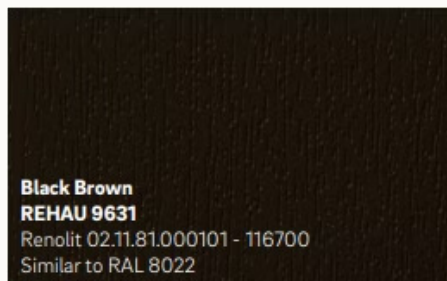 Black Brown
REHAU 9631
Renolit 02.11.81.000101 - 116700
Similar to RAL 8022